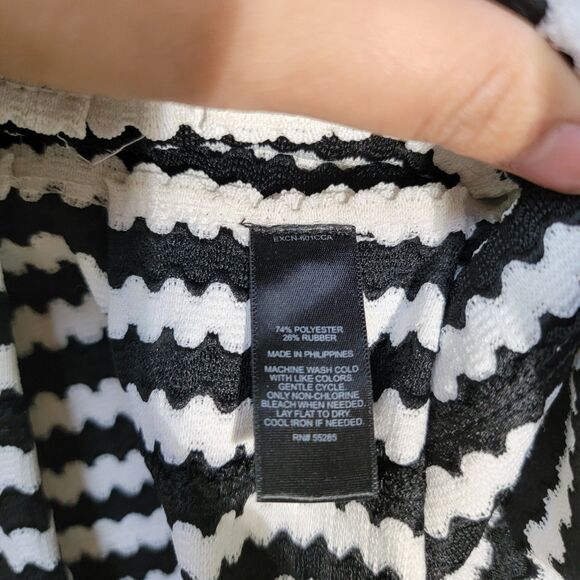 EXCN-601CCA
74% POLYESTER
26% RUBBER
MADE IN PHILIPPINES
MACHINE WASH COLD
WITH LIKE COLORS
GENTLE CYCLE.
ONLY NON-CHLORINE
BLEACH WHEN NEEDED.
LAY FLAT TO DRY
COOL IRON IF NEEDED.
RN# 55285